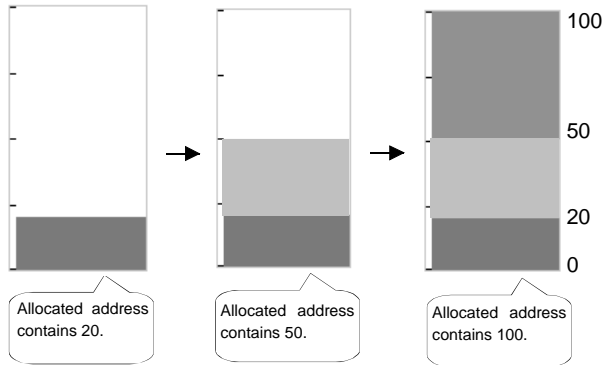 100
50
20
0
Allocated address
contains 20.
Allocated address
contains 50.
Allocated address
contains 100.